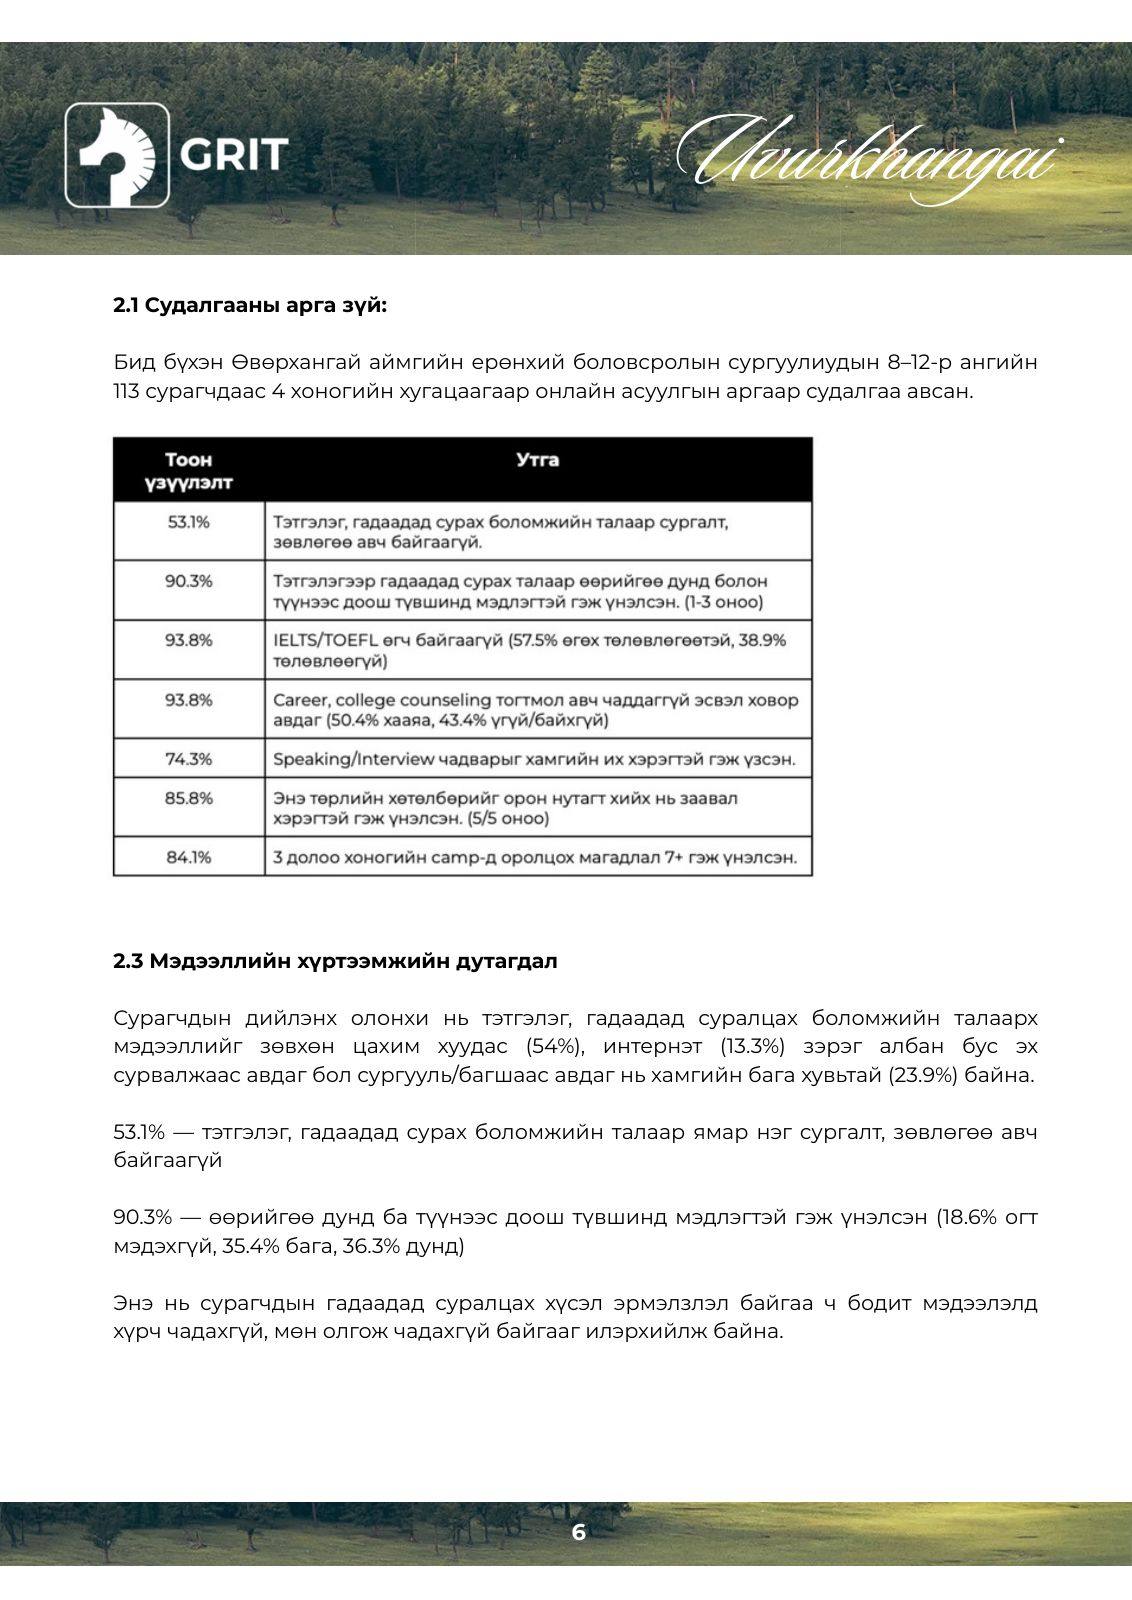 GRIT
Uvurkhangai
2.1 Судалгааны арга зүй:
Бид бүхэн Өвөрхангай аймгийн ерөнхий боловсролын сургуулиудын 8–12-р ангийн
113 сурагчдаас 4 хоногийн хугацаагаар онлайн асуулгын аргаар судалгаа авсан.
Тоон
үзүүлэлт
Утга
53.1%
Тэтгэлэг, гадаадад сурах боломжийн талаар сургалт,
зөвлөгөө авч байгаагүй.
90.3%
Тэтгэлэгээр гадаадад сурах талаар өөрийгөө дунд болон
түүнээс доош түвшинд мэдлэгтэй гэж үнэлсэн. (1-3 оноо)
93.8%
IELTS/TOEFL өгч байгаагүй (57.5% өгөх төлөвлөгөөтэй, 38.9%
төлөвлөөгүй)
93.8%
Career, college counseling тогтмол авч чаддаггүй эсвэл ховор
авдаг (50.4% хааяа, 43.4% үгүй/байхгүй)
74.3%
Speaking/Interview чадварыг хамгийн их хэрэгтэй гэж үзсэн.
85.8%
Энэ төрлийн хөтөлбөрийг орон нутагт хийх нь заавал
хэрэгтэй гэж үнэлсэн. (5/5 оноо)
84.1%
3 долоо хоногийн camp-д оролцох магадлал 7+ гэж үнэлсэн.
2.3 Мэдээллийн хүртээмжийн дутагдал
Сурагчдын дийлэнх олонхи нь тэтгэлэг, гадаадад суралцах боломжийн талаарх
мэдээллийг зөвхөн цахим хуудас (54%), интернэт (13.3%) зэрэг албан бус эх
сурвалжаас авдаг бол сургууль/багшаас авдаг нь хамгийн бага хувьтай (23.9%) байна.
53.1% — тэтгэлэг, гадаадад сурах боломжийн талаар ямар нэг сургалт, зөвлөгөө авч
байгаагүй
90.3% — өөрийгөө дунд ба түүнээс доош түвшинд мэдлэгтэй гэж үнэлсэн (18.6% огт
мэдэхгүй, 35.4% бага, 36.3% дунд)
Энэ нь сурагчдын гадаадад суралцах хүсэл эрмэлзлэл байгаа ч бодит мэдээлэлд
хүрч чадахгүй, мөн олгож чадахгүй байгааг илэрхийлж байна.
6